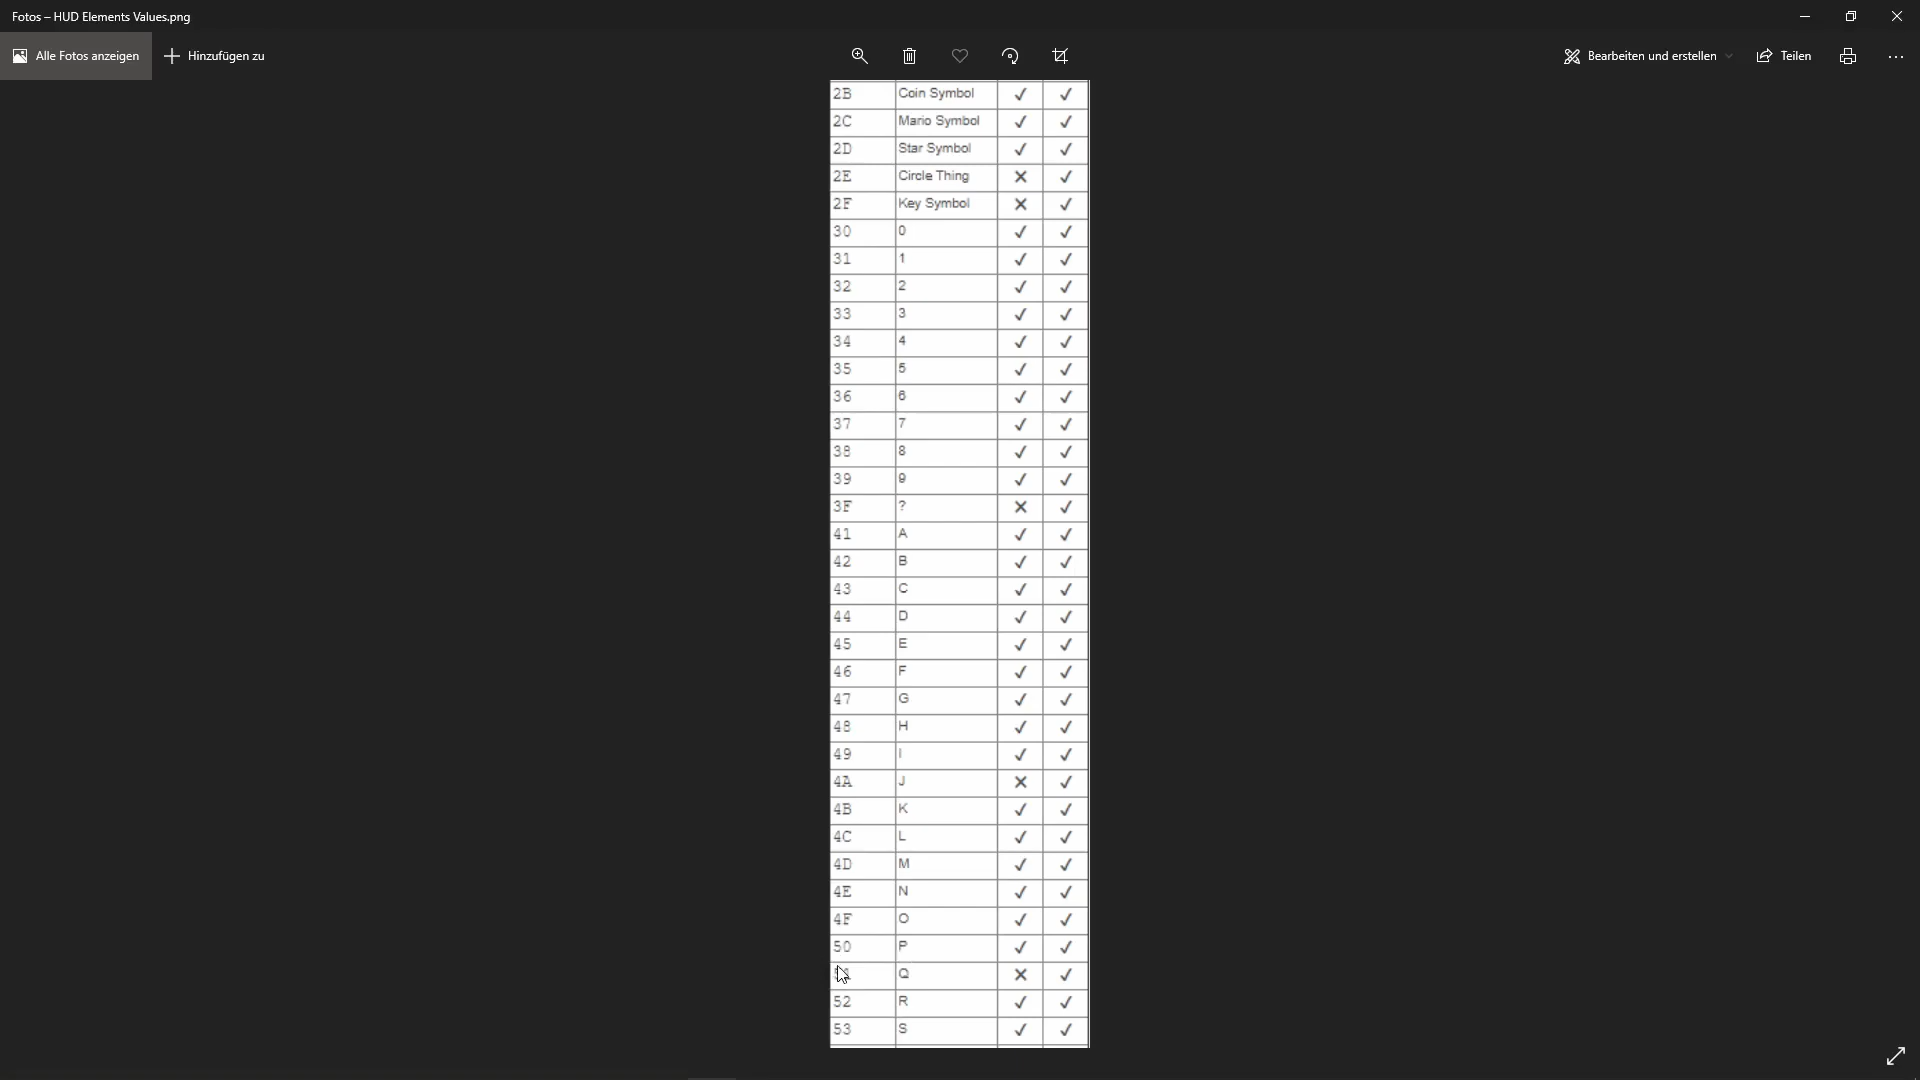 Fotos – HUD Elements Values.png
Alle Fotos anzeigen
Hinzufügen zu
Bearbeiten und erstellen
Teilen
2B Coin Symbol ✓ ✓
2C Mario Symbol ✓ ✓
2D Star Symbol ✓ ✓
2E Circle Thing ✕ ✓
2F Key Symbol ✕ ✓
30 0 ✓ ✓
31 1 ✓ ✓
32 2 ✓ ✓
33 3 ✓ ✓
34 4 ✓ ✓
35 5 ✓ ✓
36 6 ✓ ✓
37 7 ✓ ✓
38 8 ✓ ✓
39 9 ✓ ✓
3F ? ✕ ✓
41 A ✓ ✓
42 B ✓ ✓
43 C ✓ ✓
44 D ✓ ✓
45 E ✓ ✓
46 F ✓ ✓
47 G ✓ ✓
48 H ✓ ✓
49 I ✓ ✓
4A J ✕ ✓
4B K ✓ ✓
4C L ✓ ✓
4D M ✓ ✓
4E N ✓ ✓
4F O ✓ ✓
50 P ✓ ✓
Q ✕ ✓
52 R ✓ ✓
53 S ✓ ✓